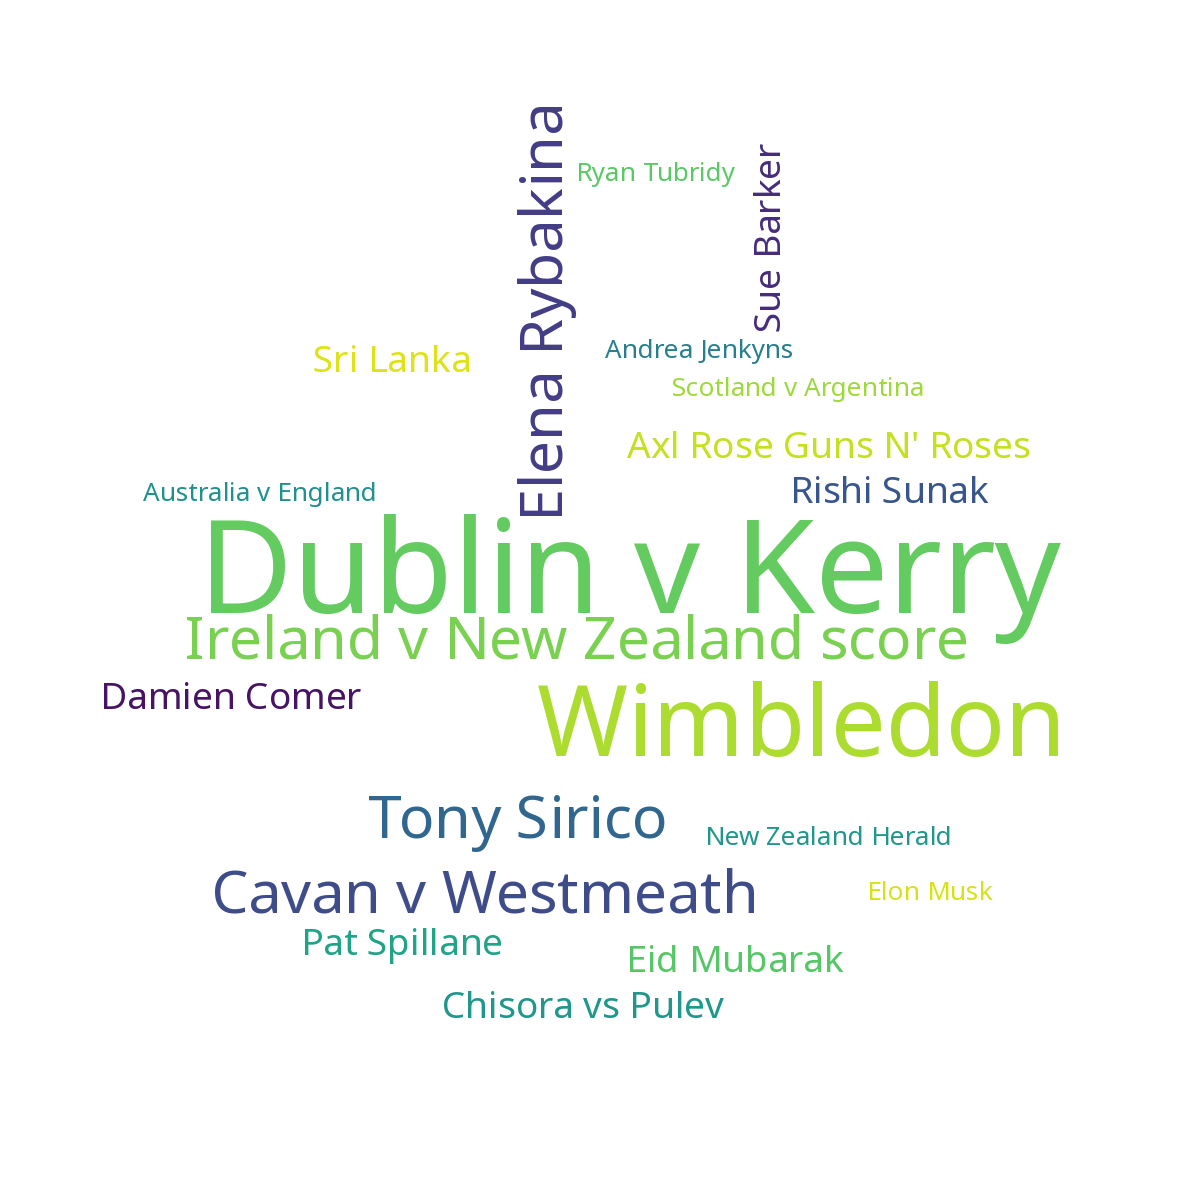 Elena Rybakina
Ryan Tubridy
Sue Barker
Sri Lanka
Andrea Jenkyns
Scotland v Argentina
Axl Rose Guns N' Roses
Rishi Sunak
Australia v England
Dublin v Kerry
Ireland v New Zealand score
Damien Comer
Wimbledon
Tony Sirico
New Zealand Herald
Cavan v Westmeath
Elon Musk
Pat Spillane
Eid Mubarak
Chisora vs Pulev